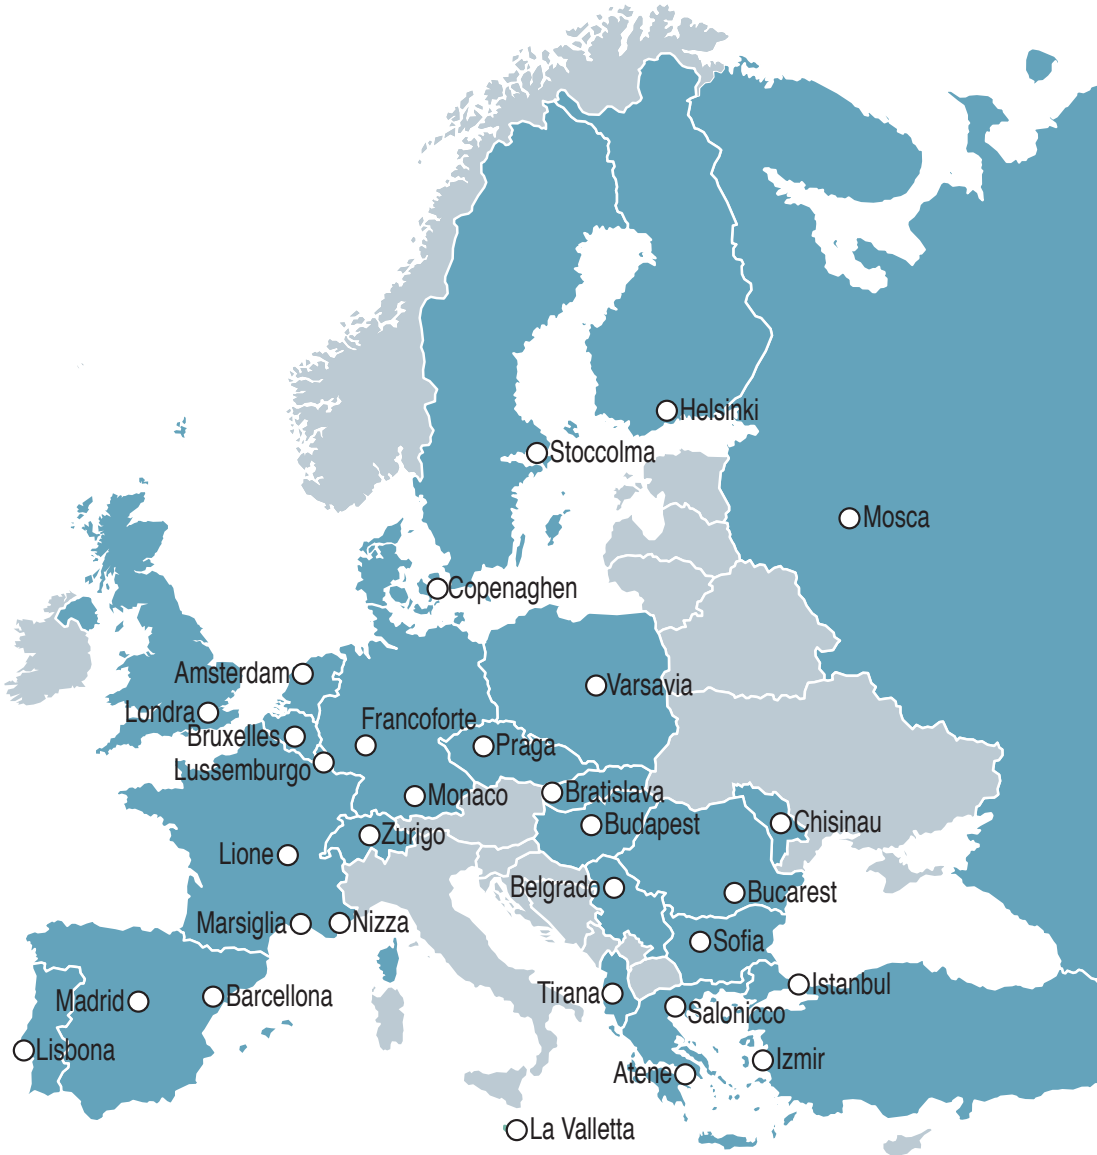 Helsinki
Stoccolma
Mosca
Copenaghen
Amsterdam
Varsavia
Londra
Francoforte
Bruxelles
Praga
Lussemburgo
Monaco
Bratislava
Chisinau
Budapest
Zurigo
Lione
Belgrado
Bucarest
Marsiglia
Nizza
Sofia
Istanbul
Tirana
Barcellona
Madrid
Salonicco
Lisbona
Izmir
Atene
La Valletta